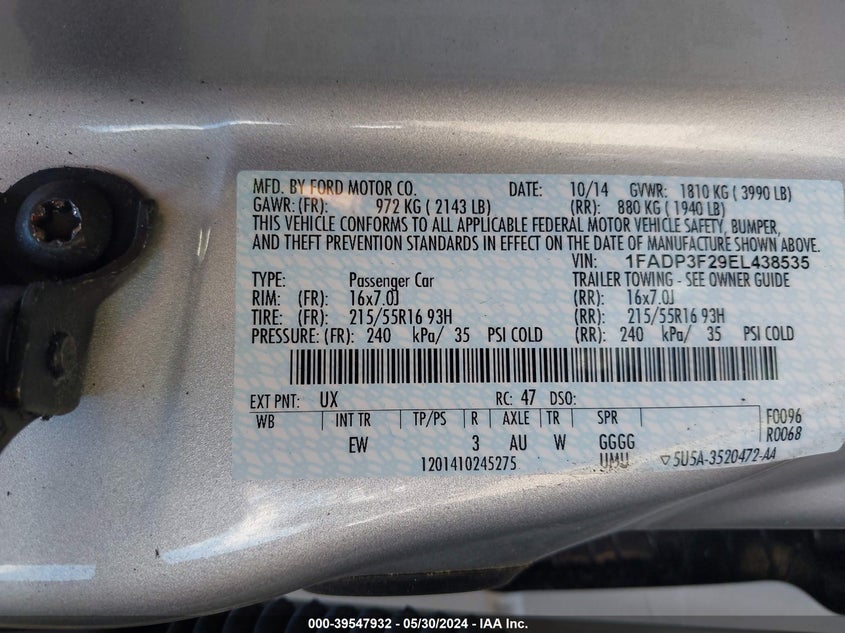 MFD. BY FORD MOTOR CO. DATE: 10/14 GVWR: 1810 KG ( 3990 LB)
GAWR: (FR): 972 KG ( 2143 LB) (RR): 880 KG ( 1940 LB)
THIS VEHICLE CONFORMS TO ALL APPLICABLE FEDERAL MOTOR VEHICLE SAFETY, BUMPER,
AND THEFT PREVENTION STANDARDS IN EFFECT ON THE DATE OF MANUFACTURE SHOWN ABOVE.
VIN: 1FADP3F29EL438535
TYPE: Passenger Car TRAILER TOWING - SEE OWNER GUIDE
RIM: (FR): 16x7.0J (RR): 16x7.0J
TIRE: (FR): 215/55R16 93H (RR): 215/55R16 93H
PRESSURE: (FR): 240 kPa/ 35 PSI COLD (RR): 240 kPa/ 35 PSI COLD
EXT PNT: UX RC: 47 DSO:
WB INT TR TP/PS R AXLE TR SPR F0096
EW 3 AU W GGGG R0068
1201410245275 UMU ▽5U5A-3520472-AA
000-39547932 - 05/30/2024 - IAA Inc.